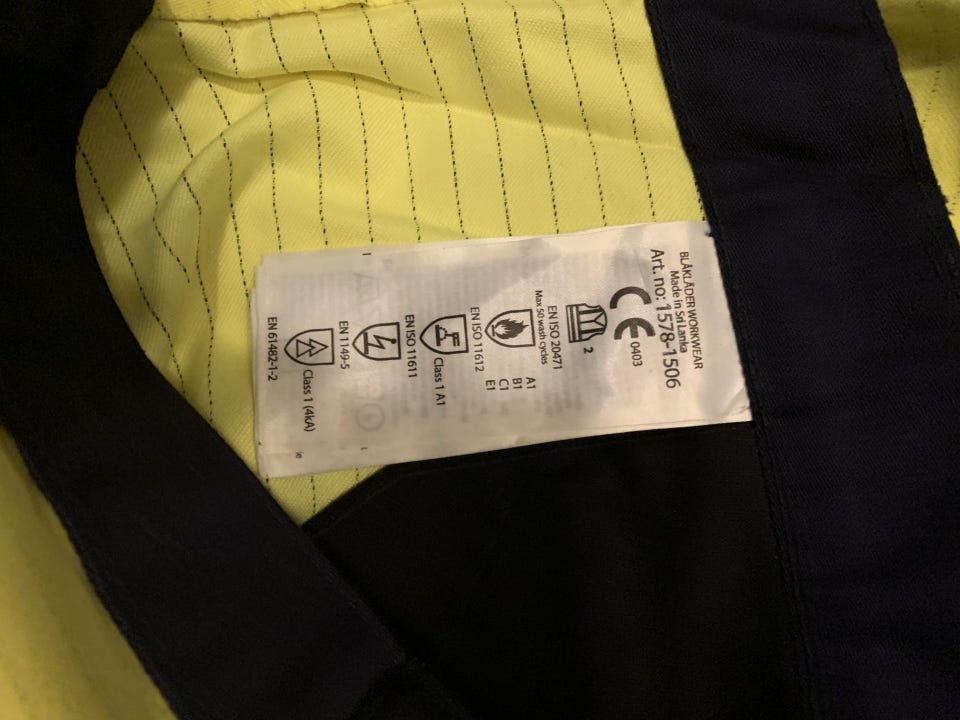 BLÅKLÄDER WORKWEAR
Made in Sri Lanka
Art. no: 1578-1506
CE 0403
2
EN ISO 20471
Max 50 wash cycles
A1
B1
C1
E1
EN ISO 11612
Class 1 A1
EN ISO 11611
EN 1149-5
Class 1 (4kA)
EN 61482-1-2